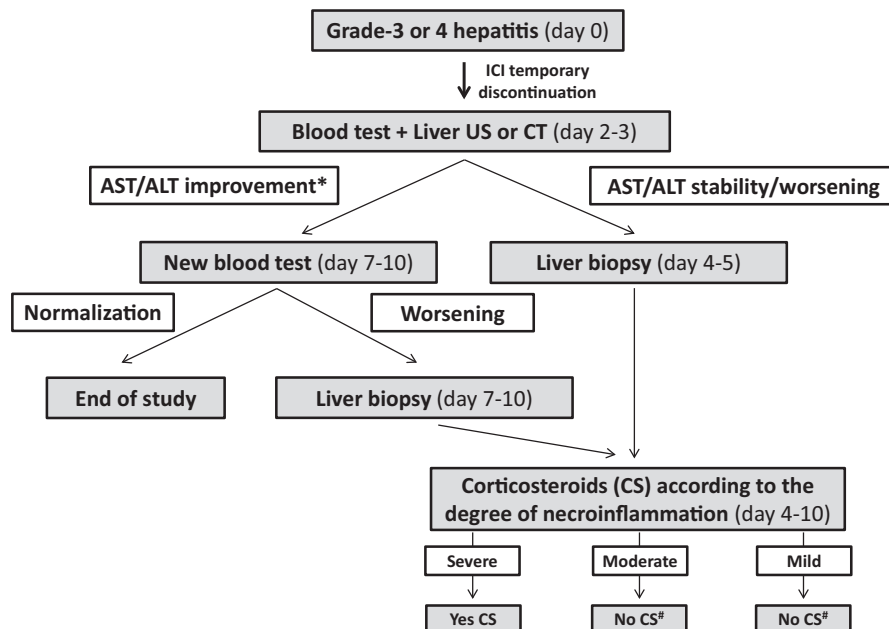 Grade-3 or 4 hepatitis (day 0)
ICI temporary
discontinuation
Blood test + Liver US or CT (day 2-3)
AST/ALT improvement*
AST/ALT stability/worsening
New blood test (day 7-10)
Liver biopsy (day 4-5)
Normalization
Worsening
End of study
Liver biopsy (day 7-10)
Corticosteroids (CS) according to the
degree of necroinflammation (day 4-10)
Severe
Moderate
Mild
Yes CS
No CS#
No CS#